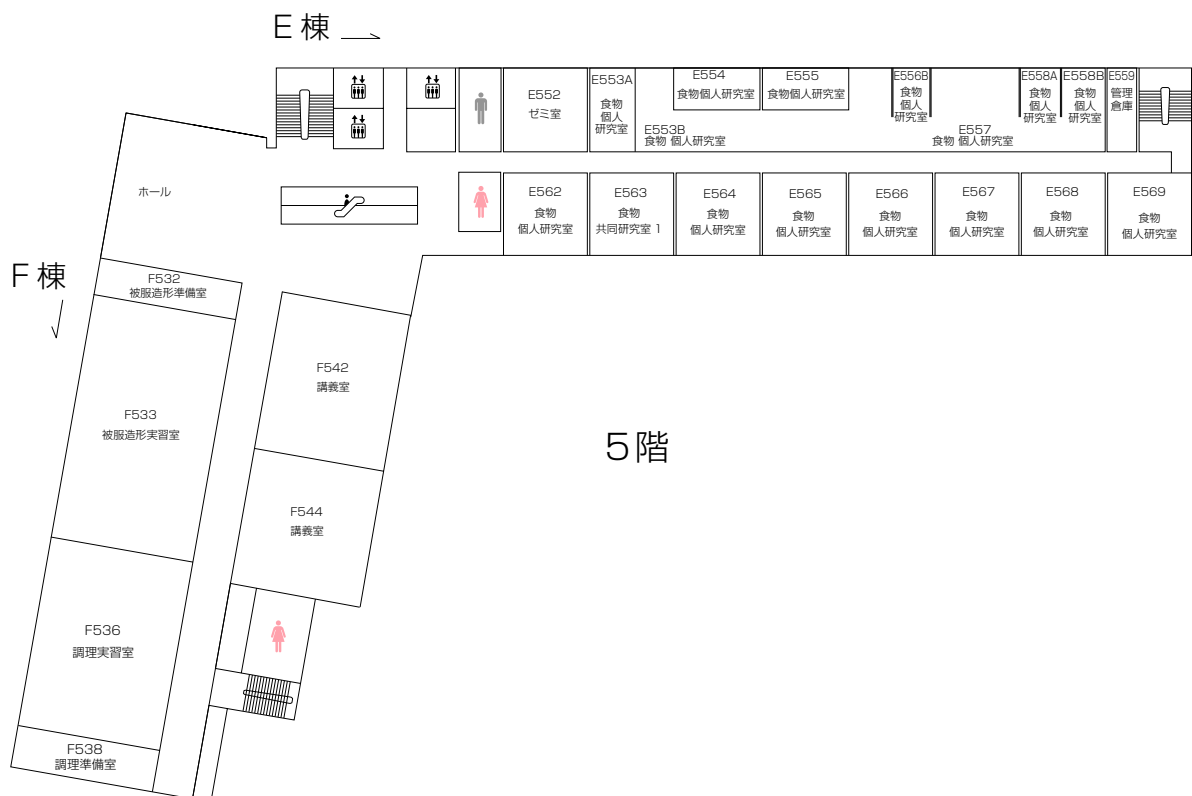 E棟
E552
ゼミ室
E553A
食物
個人
研究室
E553B
食物 個人研究室
E554
食物個人研究室
E555
食物個人研究室
E556B
食物
個人
研究室
E557
食物 個人研究室
E558A
食物
個人
研究室
E558B
食物
個人
研究室
E559
管理
倉庫
ホール
E562
食物
個人研究室
E563
食物
共同研究室 1
E564
食物
個人研究室
E565
食物
個人研究室
E566
食物
個人研究室
E567
食物
個人研究室
E568
食物
個人研究室
E569
食物
個人研究室
F棟
F532
被服造形準備室
F533
被服造形実習室
F542
講義室
F544
講義室
5階
F536
調理実習室
F538
調理準備室